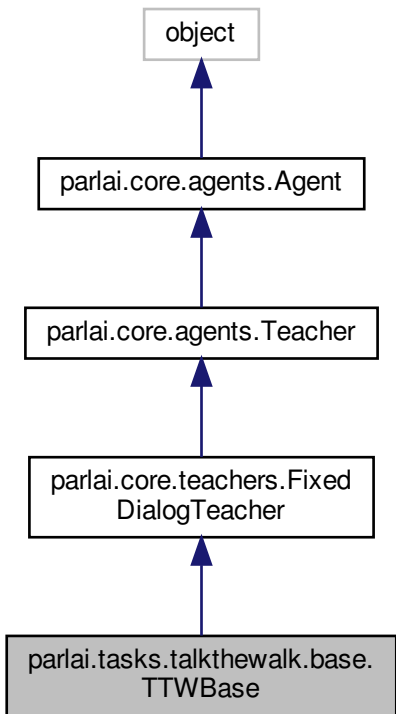 object
parlai.core.agents.Agent
parlai.core.agents.Teacher
parlai.core.teachers.Fixed
DialogTeacher
parlai.tasks.talkthewalk.base.
TTWBase